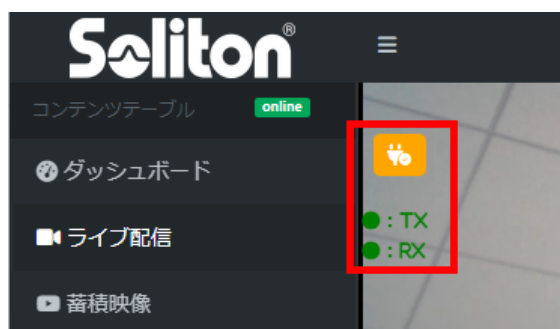 Soliton®
コンテンツテーブル online
ダッシュボード
ライブ配信
蓄積映像
: TX
: RX